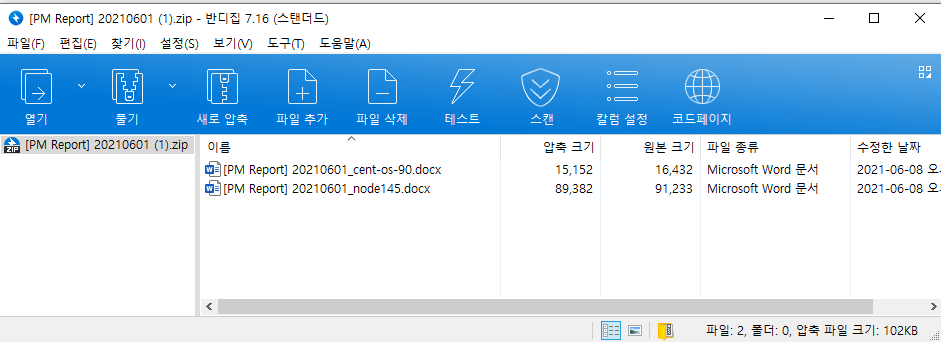 [PM Report] 20210601 (1).zip - 반디집 7.16 (스탠더드)
파일(F) 편집(E) 찾기(I) 설정(S) 보기(V) 도구(T) 도움말(A)
열기 풀기 새로 압축 파일 추가 파일 삭제 테스트 스캔 칼럼 설정 코드페이지
ZIP [PM Report] 20210601 (1).zip
이름 압축 크기 원본 크기 파일 종류 수정한 날짜
[PM Report] 20210601_cent-os-90.docx 15,152 16,432 Microsoft Word 문서 2021-06-08
[PM Report] 20210601_node145.docx 89,382 91,233 Microsoft Word 문서 2021-06-08
파일: 2, 폴더: 0, 압축 파일 크기: 102KB